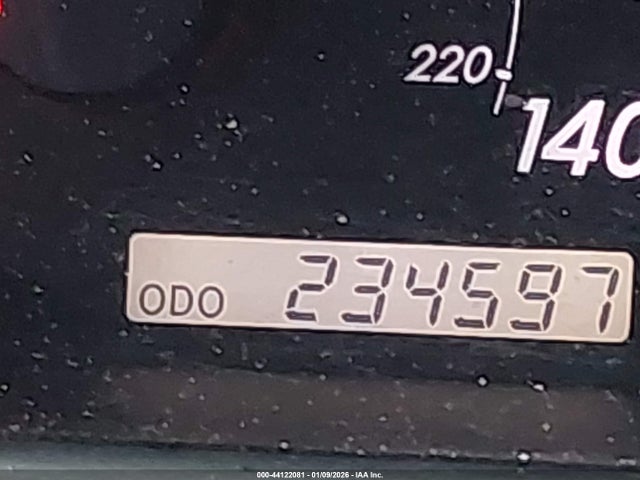 220
140
ODO 234597
000-44122081 - 01/09/2026 - IAA Inc.